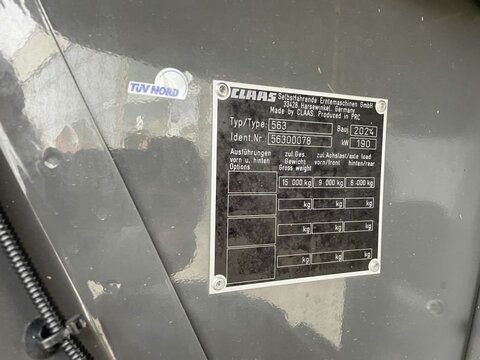 TÜV NORD
CLAAS Selbstfahrende Erntemaschinen GmbH
33428 Harsewinkel, Germany
Made by CLAAS. Produced in PRC
Typ/Type: 563 Bauj. 2024
Ident.Nr. 56300078 kW 190
Ausführungen zul. Ges. zul. Achslast/axle load
vorn u. hinten Gewicht vorn/front hinten/rear
Options Gross weight
15 000 kg 9 000 kg 6 000 kg
kg kg kg
kg kg kg
kg kg kg